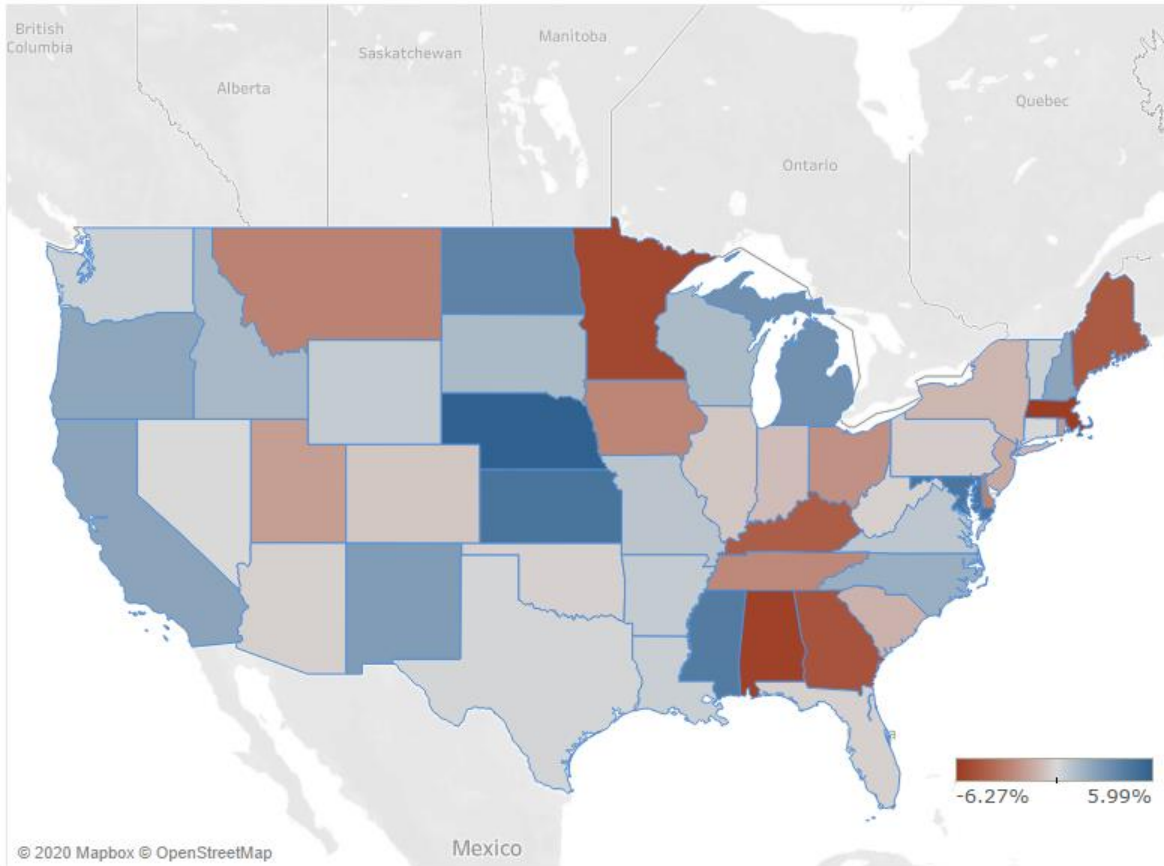 British
Columbia
Alberta
Saskatchewan
Manitoba
Ontario
Quebec
-6.27%
5.99%
Mexico
© 2020 Mapbox © OpenStreetMap